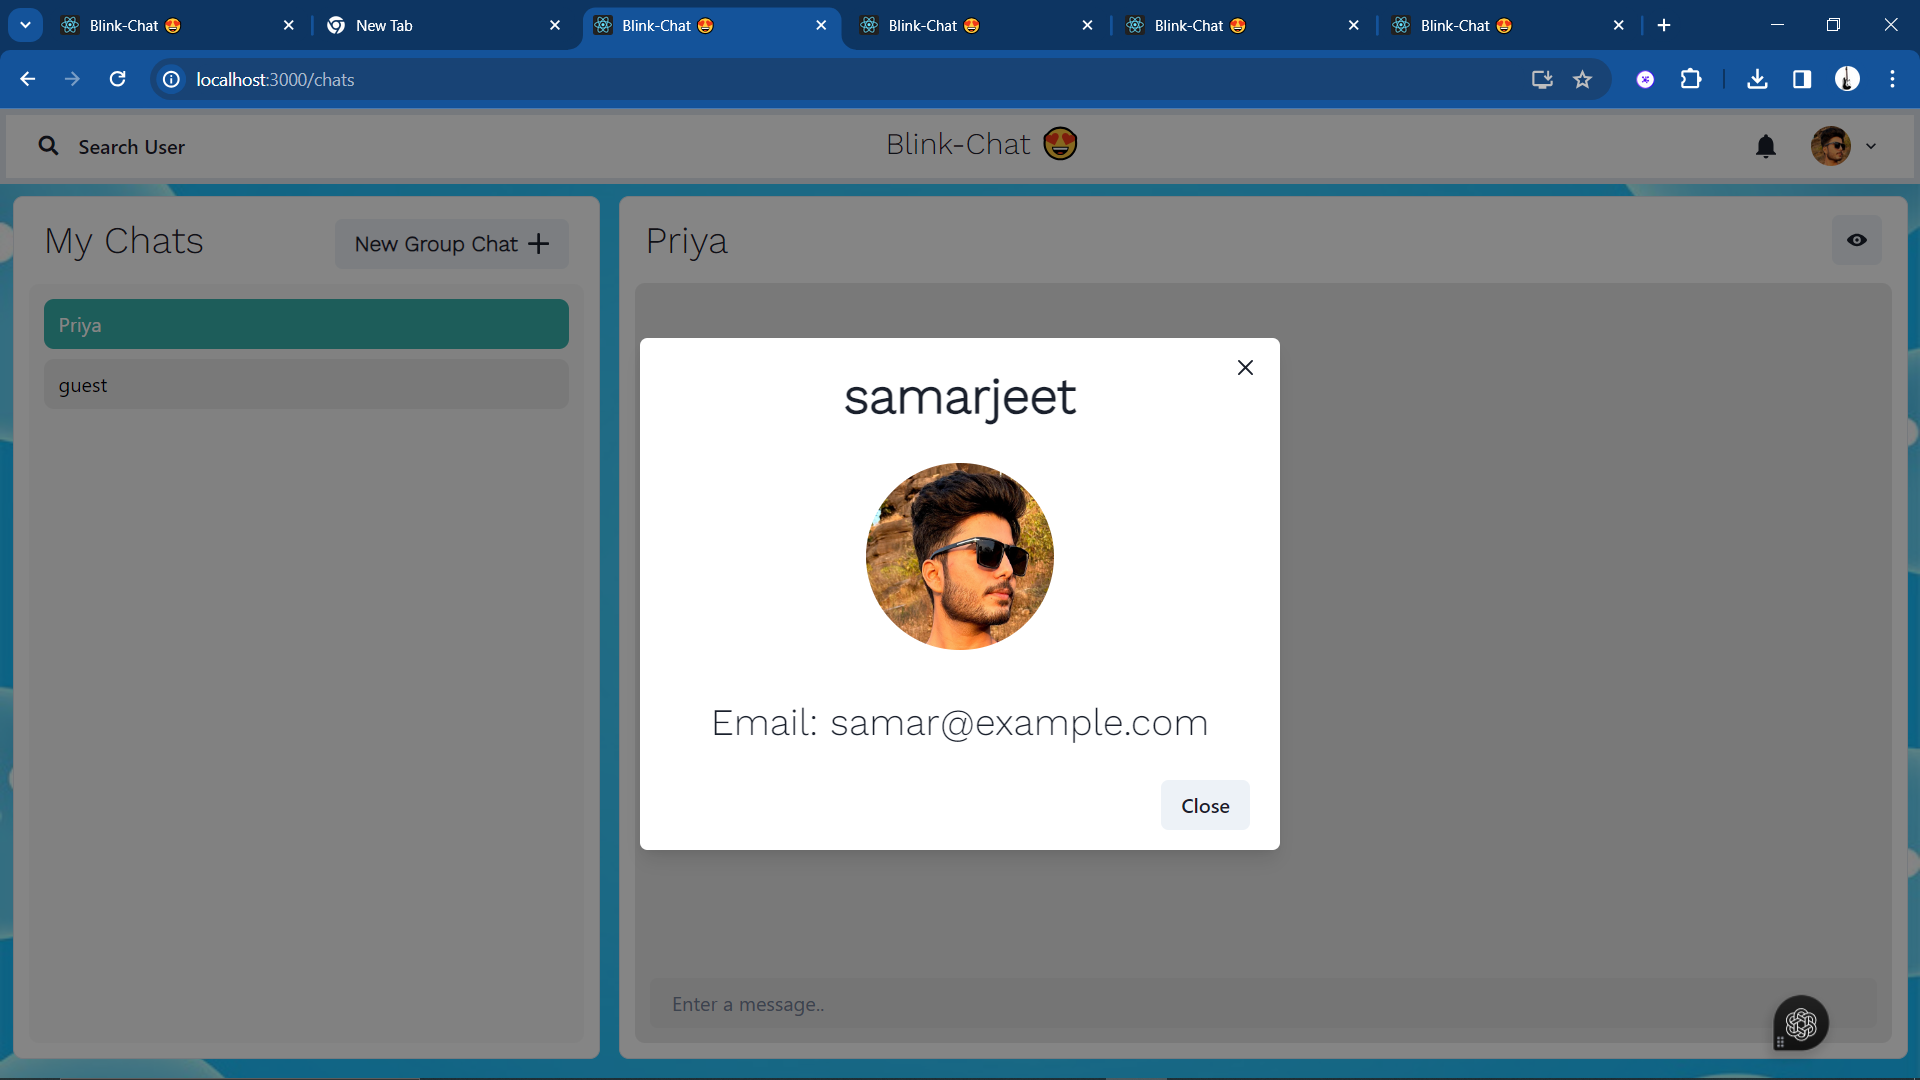 Blink-Chat 😍
New Tab
Blink-Chat 😍
Blink-Chat 😍
Blink-Chat 😍
Blink-Chat 😍
localhost:3000/chats
Search User
Blink-Chat 😍
My Chats
New Group Chat
Priya
Priya
guest
samarjeet
Email: samar@example.com
Close
Enter a message..